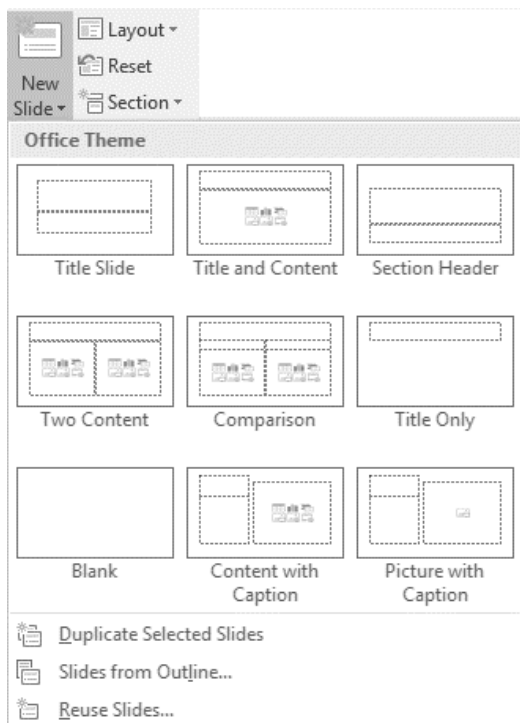 Layout
Reset
New
Slide
Section
Office Theme
Title Slide
Title and Content
Section Header
Two Content
Comparison
Title Only
Blank
Content with
Caption
Picture with
Caption
Duplicate Selected Slides
Slides from Outline...
Reuse Slides...